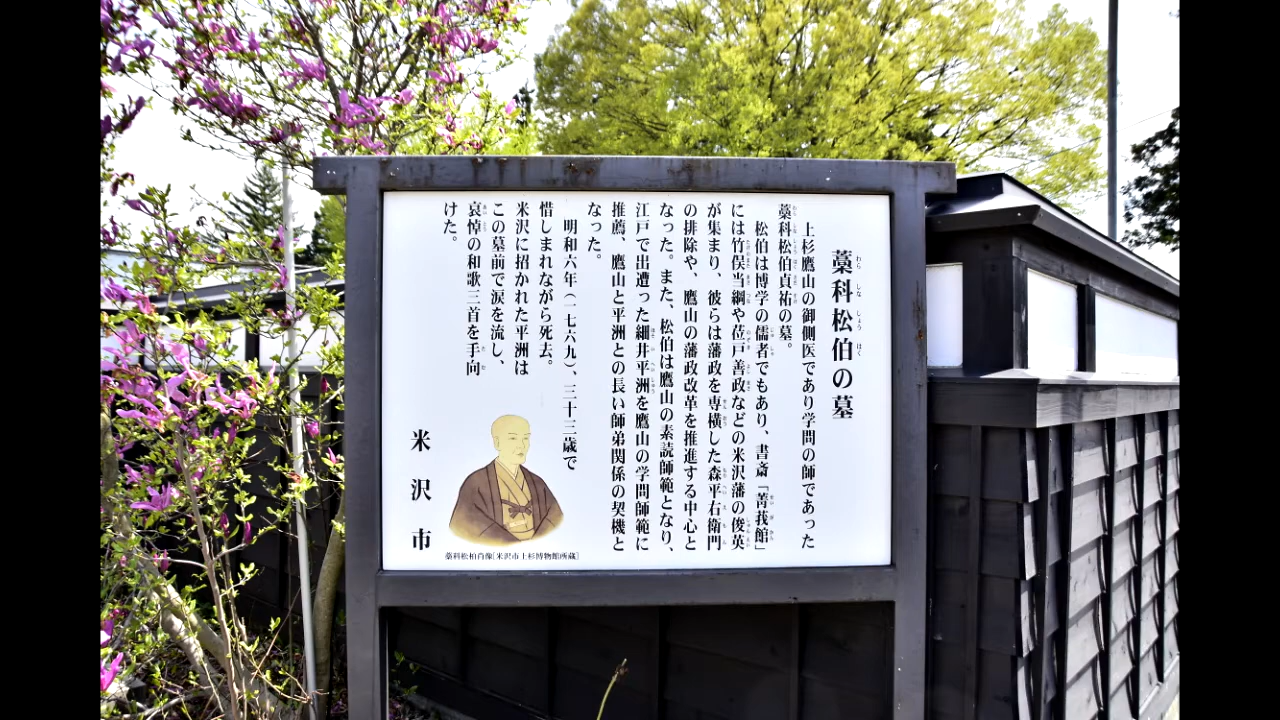 藁科松伯の墓
上杉鷹山の御側医であり学問の師であった
藁科松伯貞祐の墓。
松伯は博学の儒者でもあり、書斎「菁莪館」
には竹俣当綱や莅戸善政などの米沢藩の俊英
が集まり、彼らは藩政を専横した森平右衛門
の排除や、鷹山の藩政改革を推進する中心と
なった。また、松伯は鷹山の素読師範となり、
江戸で出遭った細井平洲を鷹山の学問師範に
推薦、鷹山と平洲との長い師弟関係の契機と
なった。
明和六年(一七六九)、三十三歳で
惜しまれながら死去。
米沢に招かれた平洲は
この墓前で涙を流し、
哀悼の和歌三首を手向
けた。
米沢市
藁科松柏肖像[米沢市上杉博物館所蔵]